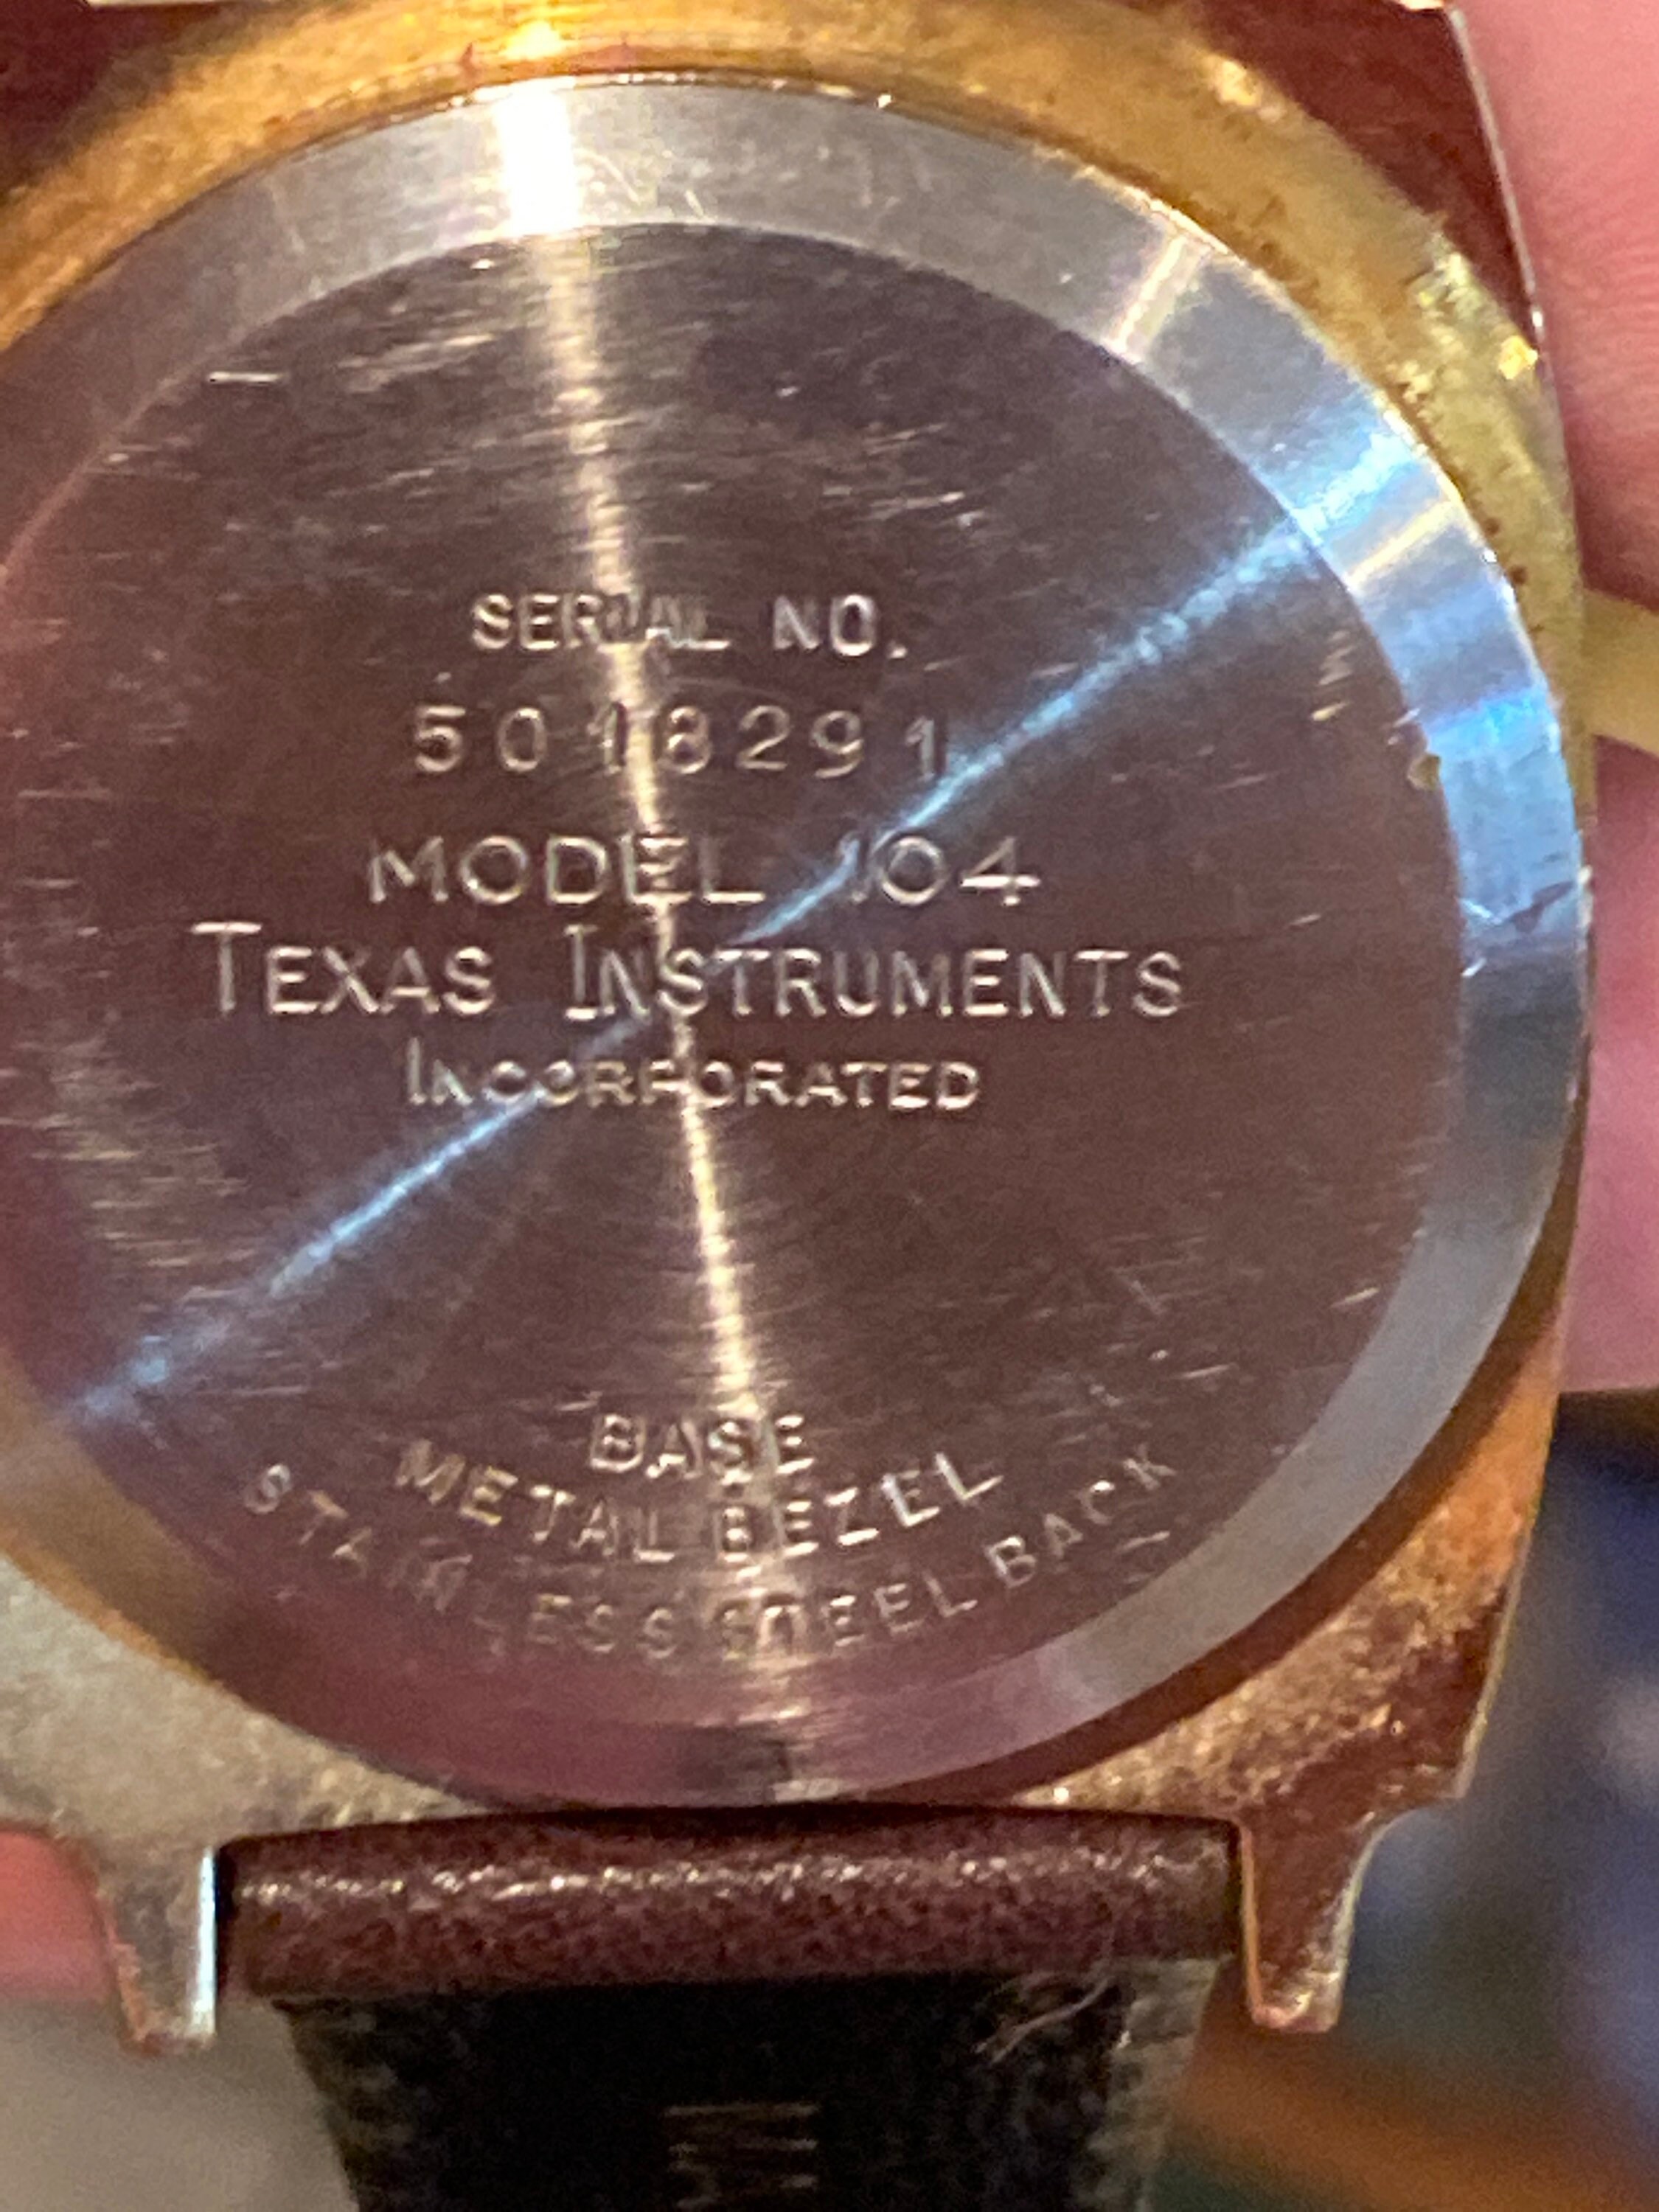 SERIAL NO.
5018291
MODEL 104
TEXAS INSTRUMENTS
INCORPORATED
BASE
METAL BEZEL
STAINLESS STEEL BACK